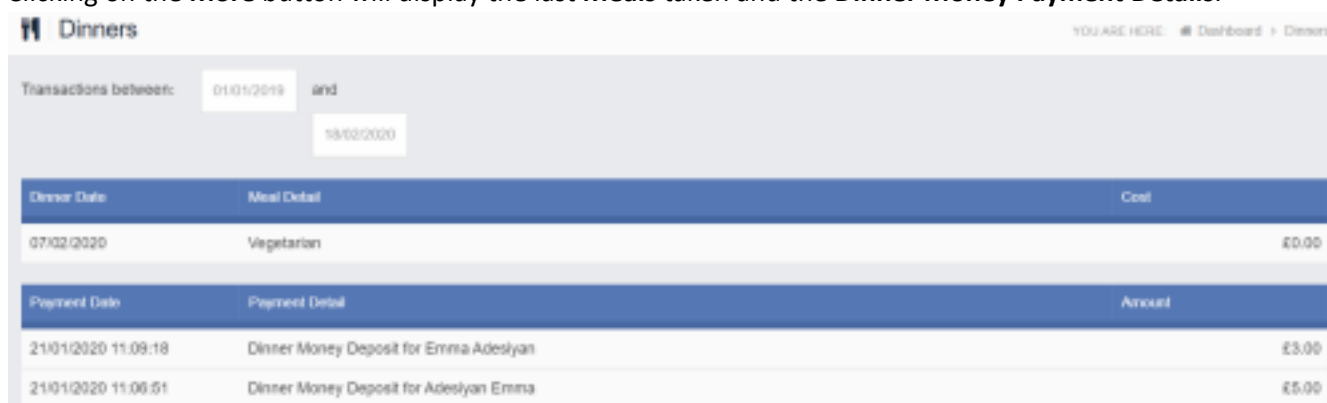 clicking on the More button will display the last Meals taken and the Dinner Money Payment Details.
Dinners
YOU ARE HERE: Dashboard > Dinners
Transactions between: 01/01/2019 and
18/02/2020
Dinner Date Meal Detail Cost
07/02/2020 Vegetarian £0.00
Payment Date Payment Detail Amount
21/01/2020 11:09:18 Dinner Money Deposit for Emma Adesiyan £3.00
21/01/2020 11:06:51 Dinner Money Deposit for Adesiyan Emma £5.00